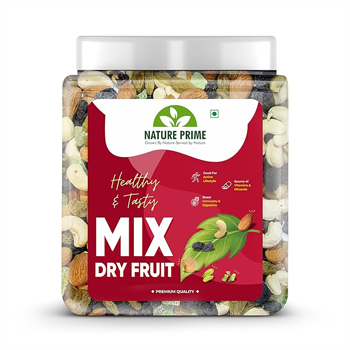 NATURE PRIME
Grown By Nature Served by Nature
Healthy
& Tasty
Good For
Active
Lifestyle
Source of
Vitamins &
Minerals
Boost
Immunity &
Digestion
MIX
DRY FRUIT
PREMIUM QUALITY